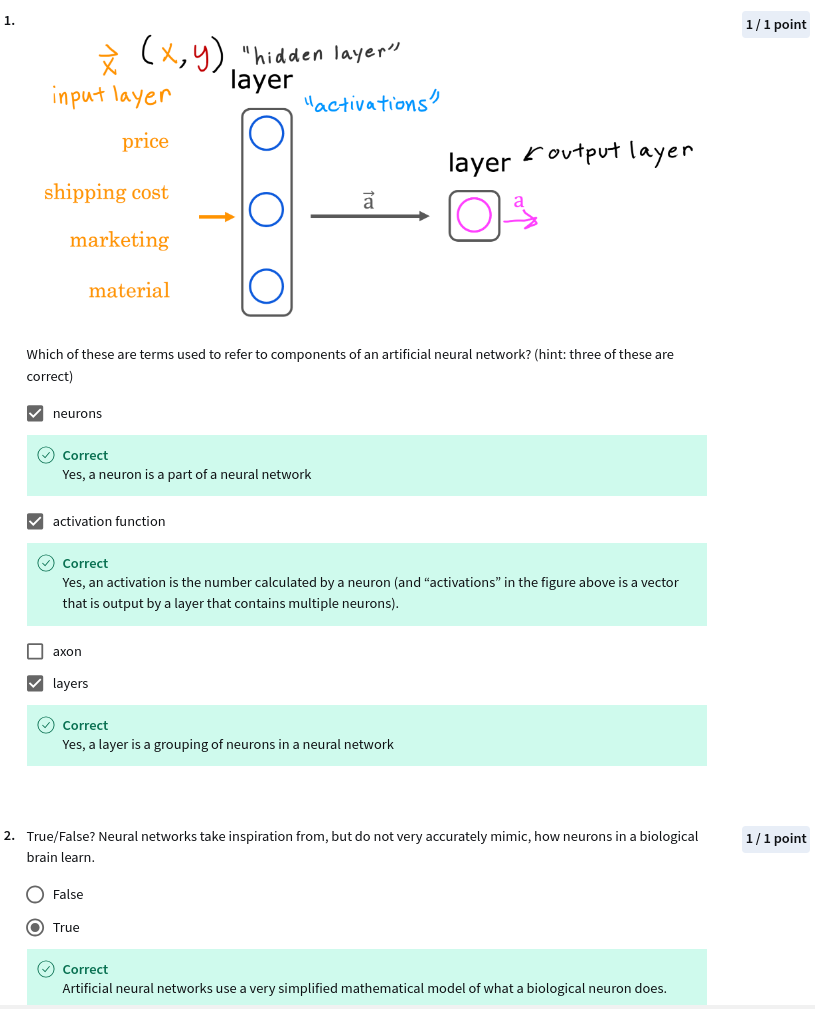 1.
1 / 1 point
x⃗ (x,y) "hidden layer"
layer
input layer
"activations"
price
layer ↙ output layer
shipping cost
a⃗
a
marketing
material
Which of these are terms used to refer to components of an artificial neural network? (hint: three of these are
correct)
neurons
Correct
Yes, a neuron is a part of a neural network
activation function
Correct
Yes, an activation is the number calculated by a neuron (and “activations” in the figure above is a vector
that is output by a layer that contains multiple neurons).
axon
layers
Correct
Yes, a layer is a grouping of neurons in a neural network
2. True/False? Neural networks take inspiration from, but do not very accurately mimic, how neurons in a biological
brain learn.
1 / 1 point
False
True
Correct
Artificial neural networks use a very simplified mathematical model of what a biological neuron does.